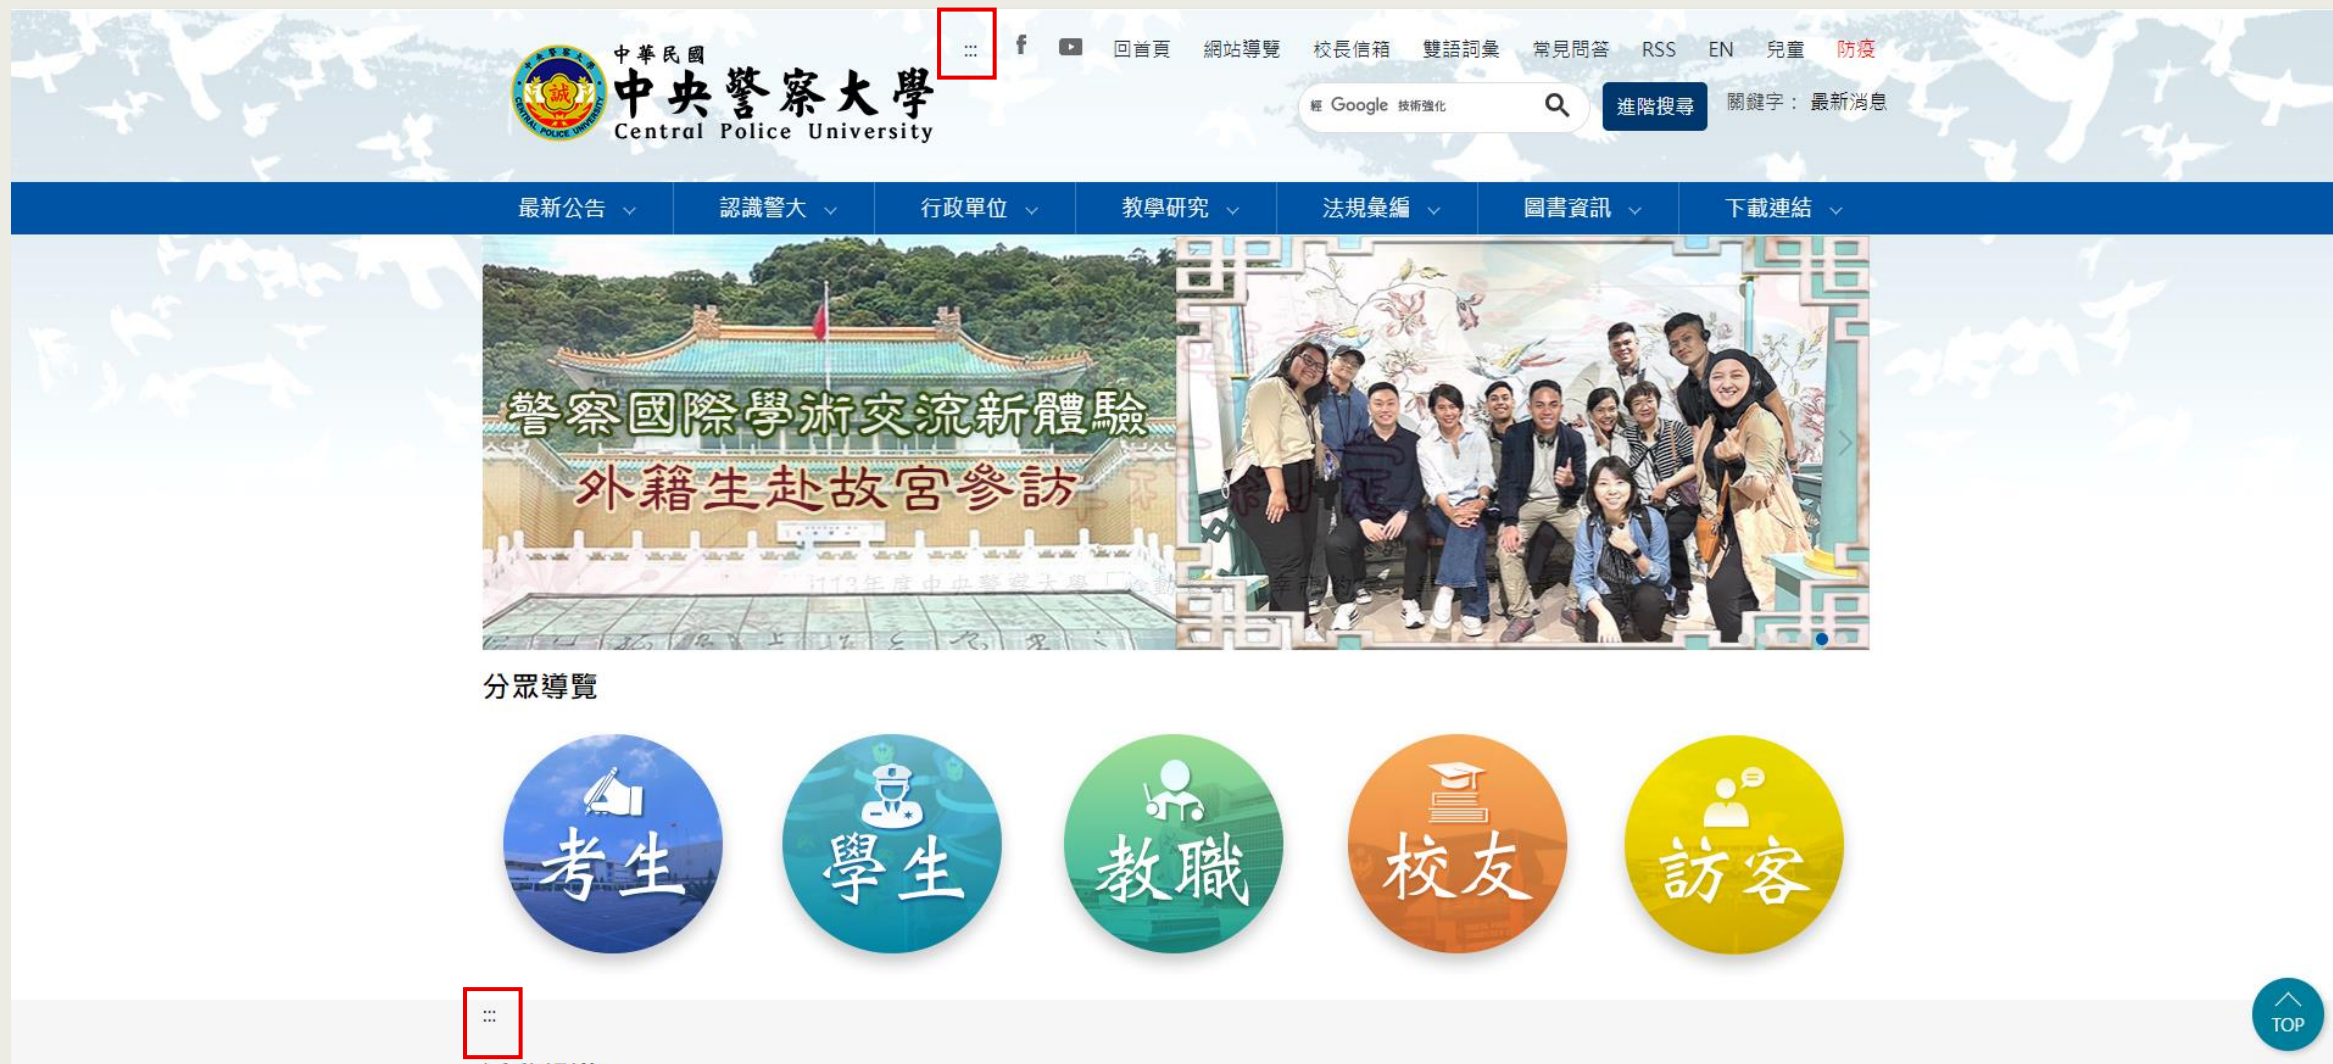 中華民國
中央警察大學
Central Police University
::: 回首頁 網站導覽 校長信箱 雙語詞彙 常見問答 RSS EN 兒童 防疫
經 Google 技術強化 進階搜尋 關鍵字： 最新消息
最新公告 認識警大 行政單位 教學研究 法規彙編 圖書資訊 下載連結
警察國際學術交流新體驗
外籍生赴故宮參訪
分眾導覽
考生 學生 教職 校友 訪客
:::
TOP